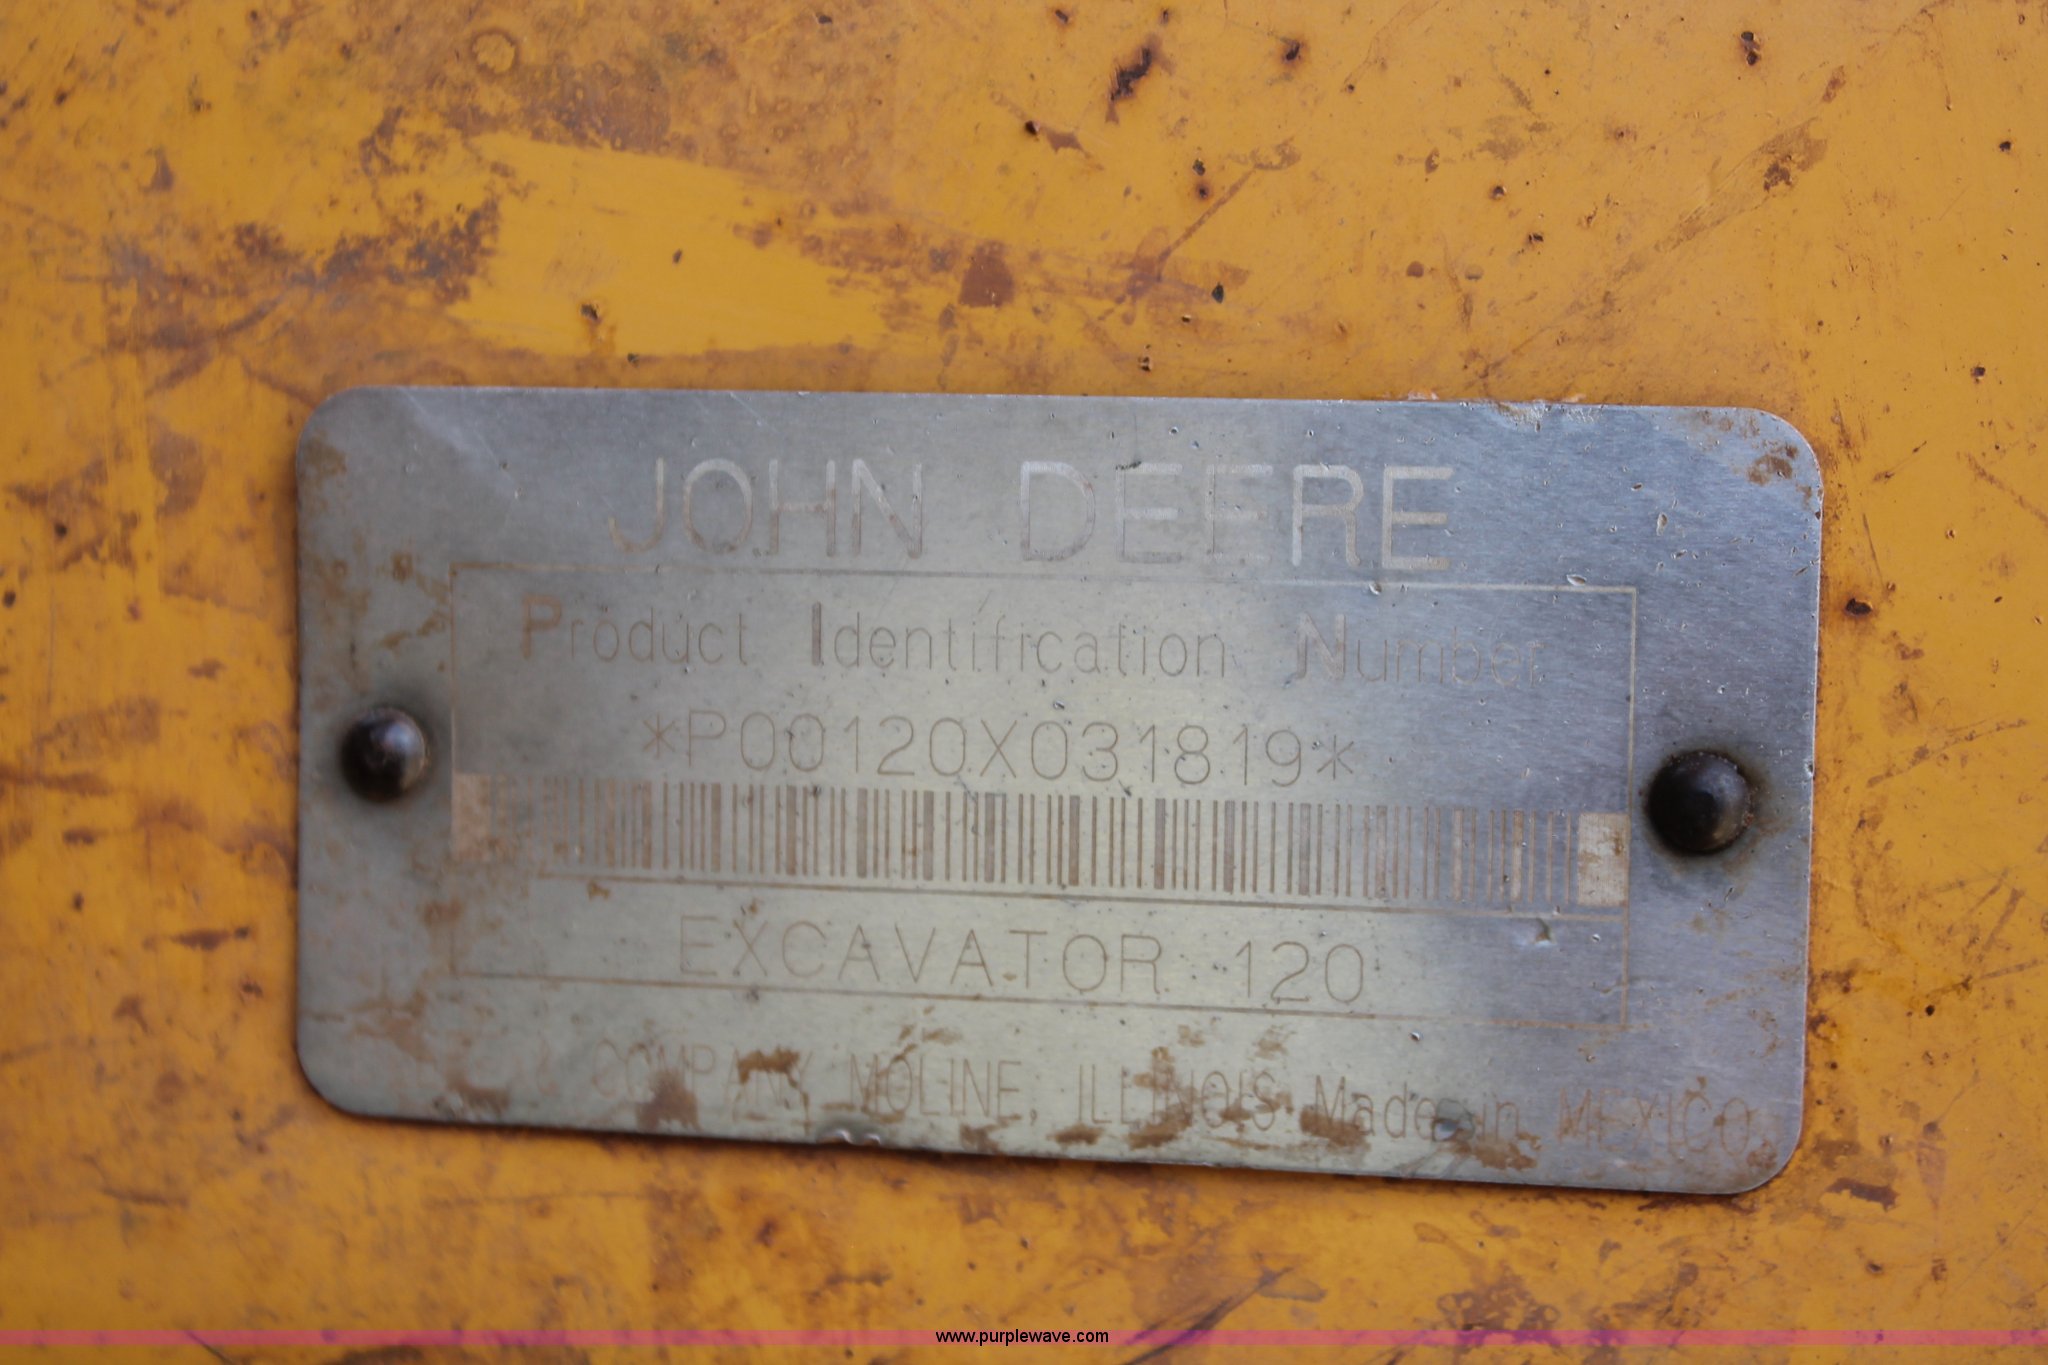 JOHN DEERE
Product Identification Number
*P00120X031819*
EXCAVATOR 120
& COMPANY, MOLINE, ILLINOIS Made in MEXICO
www.purplewave.com